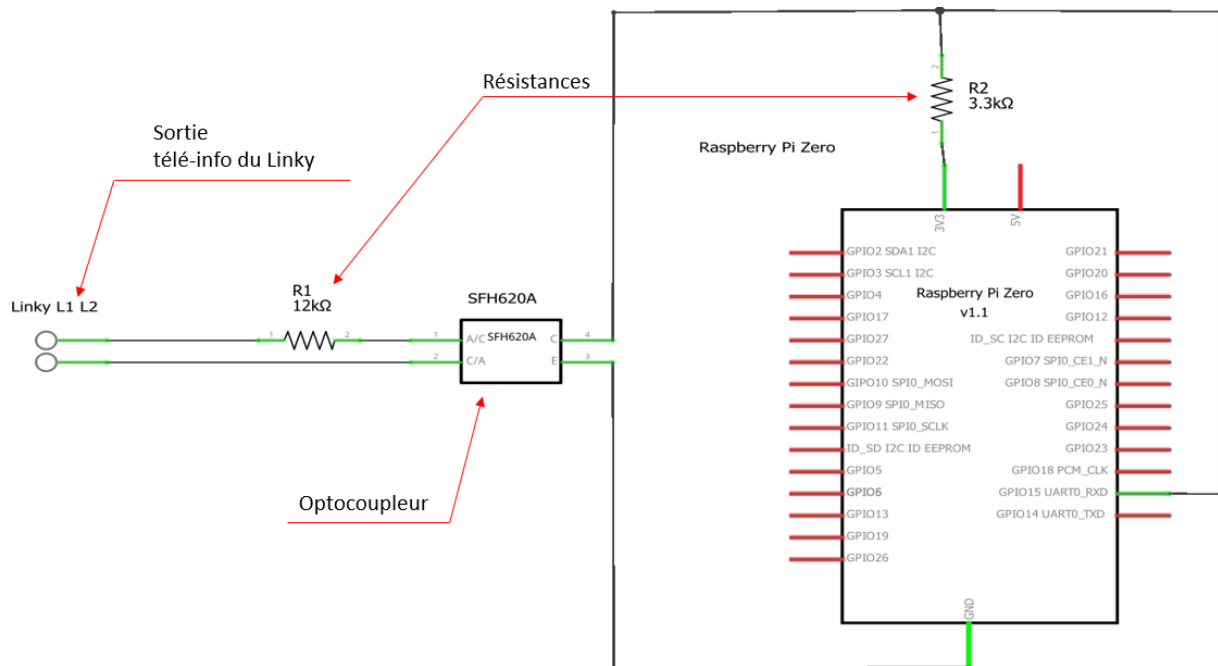 Résistances
R2
3.3kΩ
2
1
Sortie
télé-info du Linky
Raspberry Pi Zero
3V3
5V
Linky L1 L2
R1
12kΩ
1
2
SFH620A
SFH620A
1
A/C
C
4
2
C/A
E
3
Optocoupleur
Raspberry Pi Zero
v1.1
GPIO2 SDA1 I2C
GPIO3 SCL1 I2C
GPIO4
GPIO17
GPIO27
GPIO22
GIPO10 SPI0_MOSI
GPIO9 SPI0_MISO
GPIO11 SPI0_SCLK
ID_SD I2C ID EEPROM
GPIO5
GPIO6
GPIO13
GPIO19
GPIO26
GPIO21
GPIO20
GPIO16
GPIO12
ID_SC I2C ID EEPROM
GPIO7 SPI0_CE1_N
GPIO8 SPI0_CE0_N
GPIO25
GPIO24
GPIO23
GPIO18 PCM_CLK
GPIO15 UART0_RXD
GPIO14 UART0_TXD
GND